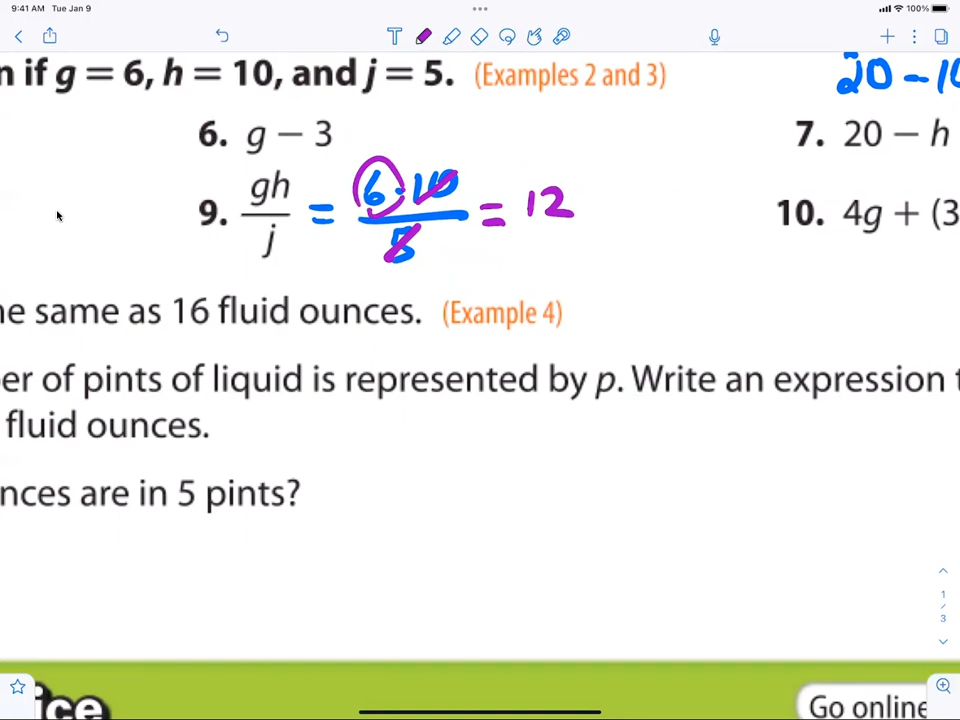 9:41 AM Tue Jan 9
100%
n if g = 6, h = 10, and j = 5. (Examples 2 and 3)
20 - 10
6. g − 3
7. 20 − h
9. gh/j = 6·10/5 = 12
10. 4g + (3
ne same as 16 fluid ounces. (Example 4)
er of pints of liquid is represented by p. Write an expression t
fluid ounces.
nces are in 5 pints?
1
/
3
ice
Go online